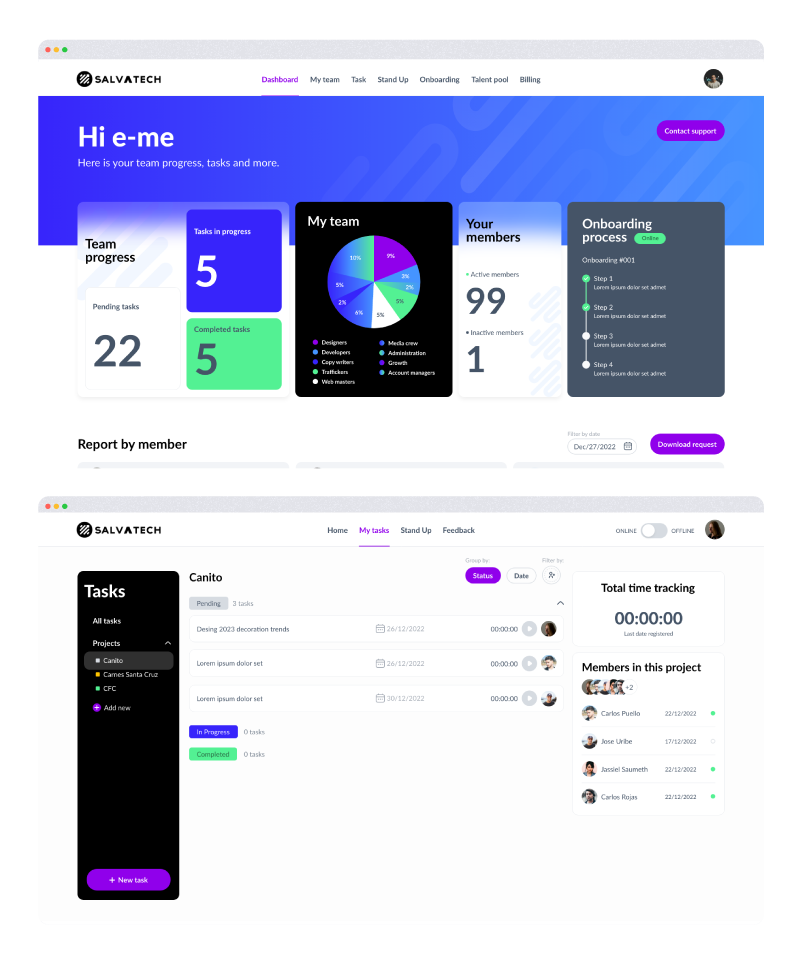 SALVATECH
Dashboard My team Task Stand Up Onboarding Talent pool Billing
Hi e-me
Here is your team progress, tasks and more.
Contact support
Team
progress
Pending tasks
22
Tasks in progress
5
Completed tasks
5
My team
9%
3%
2%
5%
5%
6%
2%
5%
10%
Designers
Developers
Copy writers
Traffickers
Web masters
Media crew
Administration
Growth
Account managers
Your
members
Active members
99
Inactive members
1
Onboarding
process Online
Onboarding #001
Step 1
Lorem ipsum dolor set admet
Step 2
Lorem ipsum dolor set admet
Step 3
Lorem ipsum dolor set admet
Step 4
Lorem ipsum dolor set admet
Report by member
Filter by date
Dec/27/2022
Download request
SALVATECH
Home My tasks Stand Up Feedback
ONLINE OFFLINE
Tasks
All tasks
Projects
Canito
Carnes Santa Cruz
CFC
+ Add new
+ New task
Canito
Group by: Filter by:
Status Date
Pending 3 tasks
Desing 2023 decoration trends 26/12/2022 00:00:00
Lorem ipsum dolor set 26/12/2022 00:00:00
Lorem ipsum dolor set 30/12/2022 00:00:00
In Progress 0 tasks
Completed 0 tasks
Total time tracking
00:00:00
Last date registered
Members in this project
+2
Carlos Puello 22/12/2022
Jose Uribe 17/12/2022
Jassiel Saumeth 22/12/2022
Carlos Rojas 22/12/2022